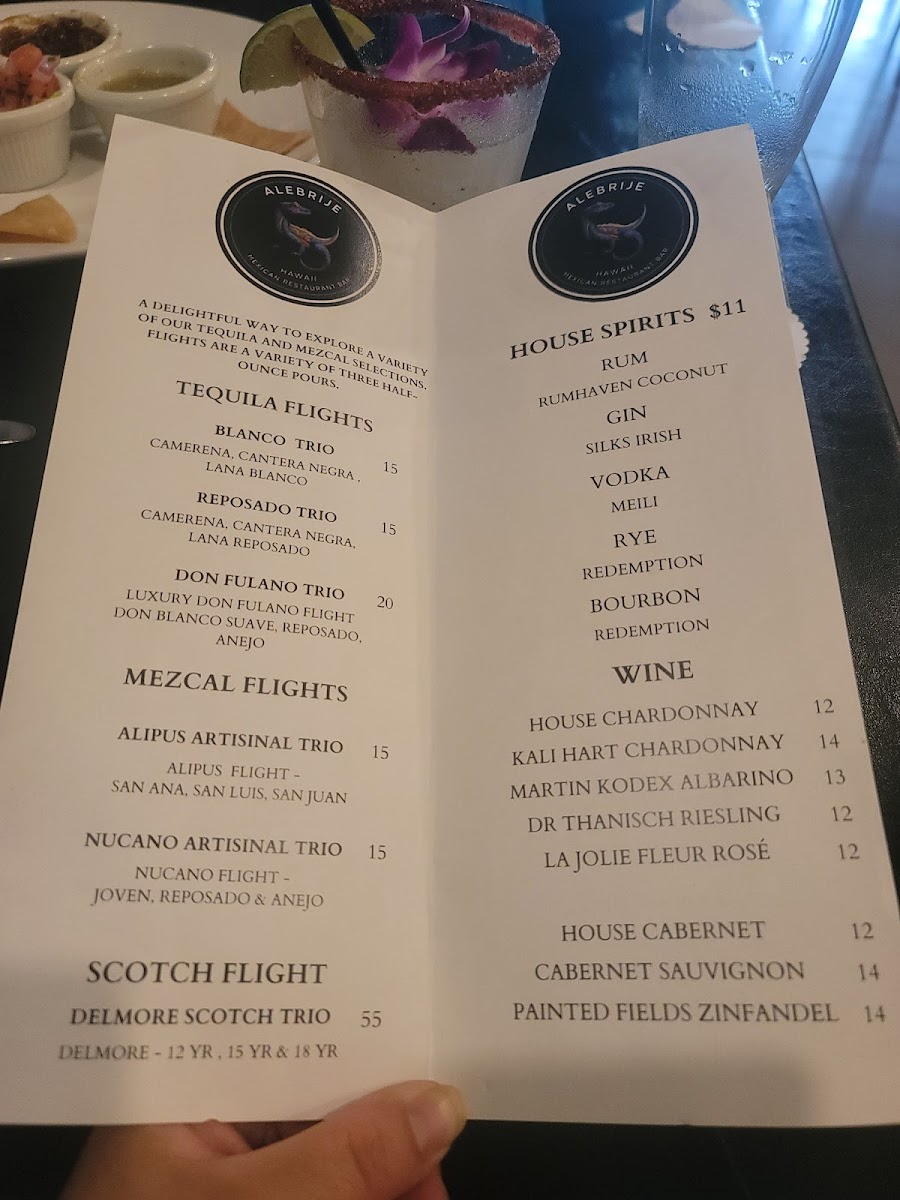 ALEBRIJE
HAWAII
MEXICAN RESTAURANT BAR
A DELIGHTFUL WAY TO EXPLORE A VARIETY
OF OUR TEQUILA AND MEZCAL SELECTIONS.
FLIGHTS ARE A VARIETY OF THREE HALF-
OUNCE POURS.
TEQUILA FLIGHTS
BLANCO TRIO 15
CAMERENA, CANTERA NEGRA ,
LANA BLANCO
REPOSADO TRIO 15
CAMERENA, CANTERA NEGRA,
LANA REPOSADO
DON FULANO TRIO 20
LUXURY DON FULANO FLIGHT
DON BLANCO SUAVE, REPOSADO,
ANEJO
MEZCAL FLIGHTS
ALIPUS ARTISINAL TRIO 15
ALIPUS FLIGHT -
SAN ANA, SAN LUIS, SAN JUAN
NUCANO ARTISINAL TRIO 15
NUCANO FLIGHT -
JOVEN, REPOSADO & ANEJO
SCOTCH FLIGHT
DELMORE SCOTCH TRIO 55
DELMORE - 12 YR , 15 YR & 18 YR
ALEBRIJE
HAWAII
MEXICAN RESTAURANT BAR
HOUSE SPIRITS $11
RUM
RUMHAVEN COCONUT
GIN
SILKS IRISH
VODKA
MEILI
RYE
REDEMPTION
BOURBON
REDEMPTION
WINE
HOUSE CHARDONNAY 12
KALI HART CHARDONNAY 14
MARTIN KODEX ALBARINO 13
DR THANISCH RIESLING 12
LA JOLIE FLEUR ROSÉ 12
HOUSE CABERNET 12
CABERNET SAUVIGNON 14
PAINTED FIELDS ZINFANDEL 14